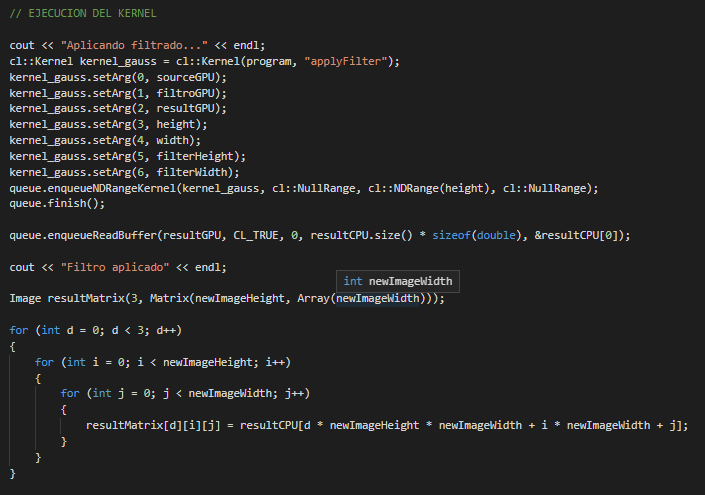 // EJECUCION DEL KERNEL
cout << "Aplicando filtrado..." << endl;
cl::Kernel kernel_gauss = cl::Kernel(program, "applyFilter");
kernel_gauss.setArg(0, sourceGPU);
kernel_gauss.setArg(1, filtroGPU);
kernel_gauss.setArg(2, resultGPU);
kernel_gauss.setArg(3, height);
kernel_gauss.setArg(4, width);
kernel_gauss.setArg(5, filterHeight);
kernel_gauss.setArg(6, filterWidth);
queue.enqueueNDRangeKernel(kernel_gauss, cl::NullRange, cl::NDRange(height), cl::NullRange);
queue.finish();
queue.enqueueReadBuffer(resultGPU, CL_TRUE, 0, resultCPU.size() * sizeof(double), &resultCPU[0]);
cout << "Filtro aplicado" << endl;
int newImageWidth
Image resultMatrix(3, Matrix(newImageHeight, Array(newImageWidth)));
for (int d = 0; d < 3; d++)
{
for (int i = 0; i < newImageHeight; i++)
{
for (int j = 0; j < newImageWidth; j++)
{
resultMatrix[d][i][j] = resultCPU[d * newImageHeight * newImageWidth + i * newImageWidth + j];
}
}
}